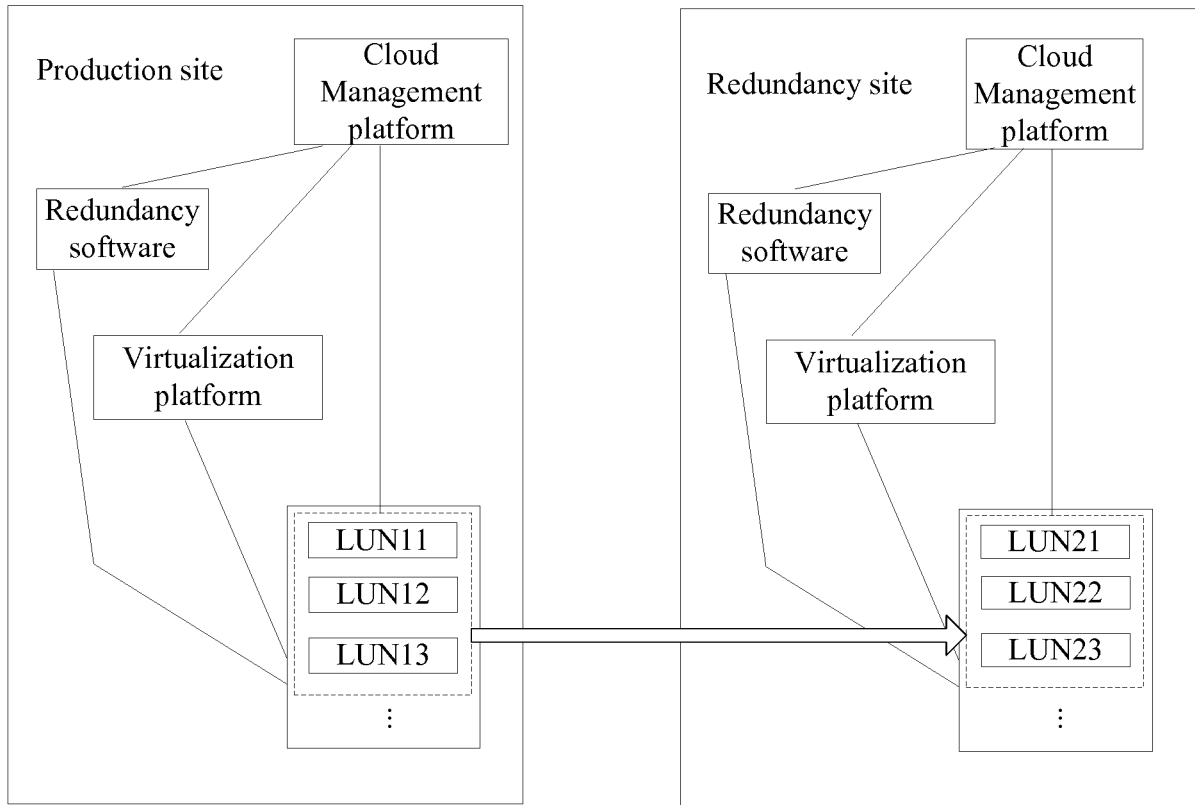 Production site
Cloud
Management
platform
Redundancy
software
Virtualization
platform
LUN11
LUN12
LUN13
⋮
Redundancy site
Cloud
Management
platform
Redundancy
software
Virtualization
platform
LUN21
LUN22
LUN23
⋮